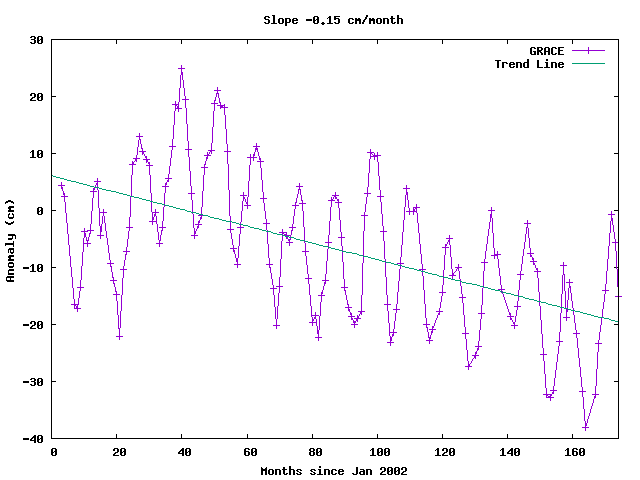 Slope -0.15 cm/month
30
20
10
0
-10
-20
-30
-40
Anomaly (cm)
GRACE
Trend Line
0 20 40 60 80 100 120 140 160
Months since Jan 2002